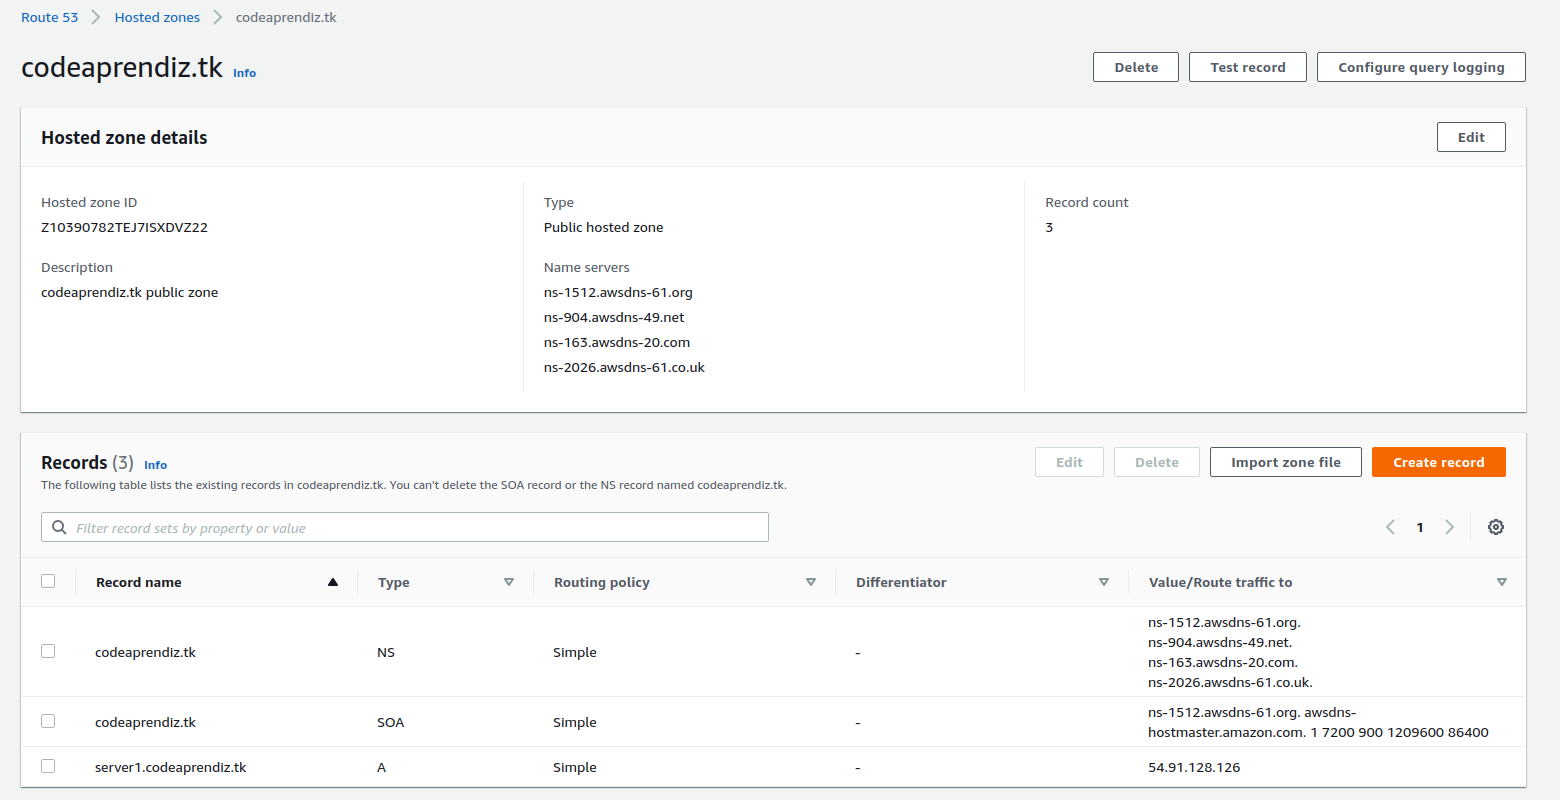 Route 53 > Hosted zones > codeaprendiz.tk
codeaprendiz.tk Info
Delete Test record Configure query logging
Hosted zone details
Edit
Hosted zone ID
Z10390782TEJ7ISXDVZ22
Description
codeaprendiz.tk public zone
Type
Public hosted zone
Name servers
ns-1512.awsdns-61.org
ns-904.awsdns-49.net
ns-163.awsdns-20.com
ns-2026.awsdns-61.co.uk
Record count
3
Records (3) Info
Edit Delete Import zone file Create record
The following table lists the existing records in codeaprendiz.tk. You can't delete the SOA record or the NS record named codeaprendiz.tk.
Filter record sets by property or value
1
Record name Type Routing policy Differentiator Value/Route traffic to
codeaprendiz.tk NS Simple - ns-1512.awsdns-61.org.
ns-904.awsdns-49.net.
ns-163.awsdns-20.com.
ns-2026.awsdns-61.co.uk.
codeaprendiz.tk SOA Simple - ns-1512.awsdns-61.org. awsdns-
hostmaster.amazon.com. 1 7200 900 1209600 86400
server1.codeaprendiz.tk A Simple - 54.91.128.126